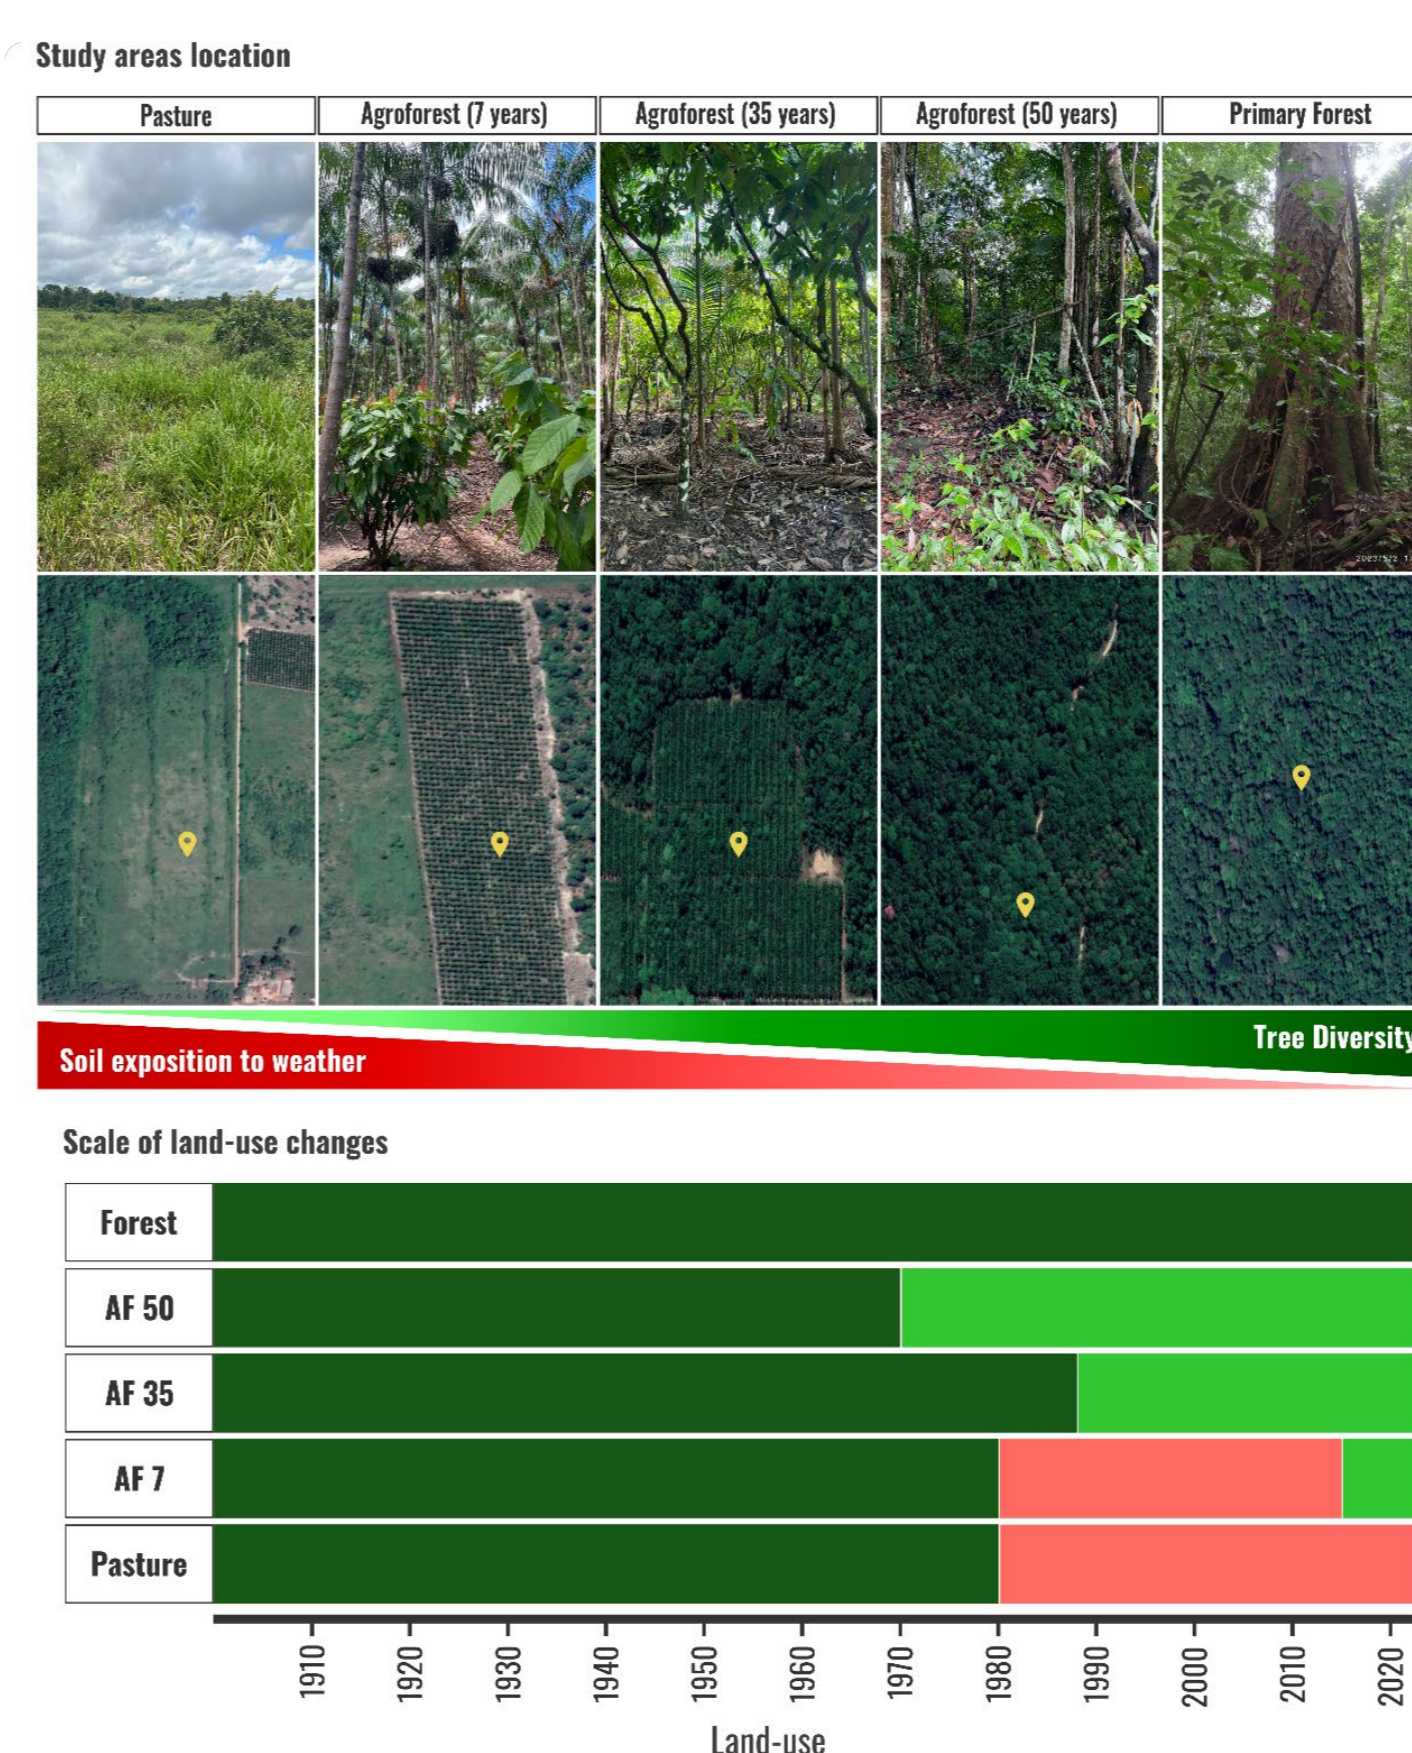 Study areas location
Pasture
Agroforest (7 years)
Agroforest (35 years)
Agroforest (50 years)
Primary Forest
Tree Diversity
Soil exposition to weather
Scale of land-use changes
Forest
AF 50
AF 35
AF 7
Pasture
1910
1920
1930
1940
1950
1960
1970
1980
1990
2000
2010
2020
Land-use